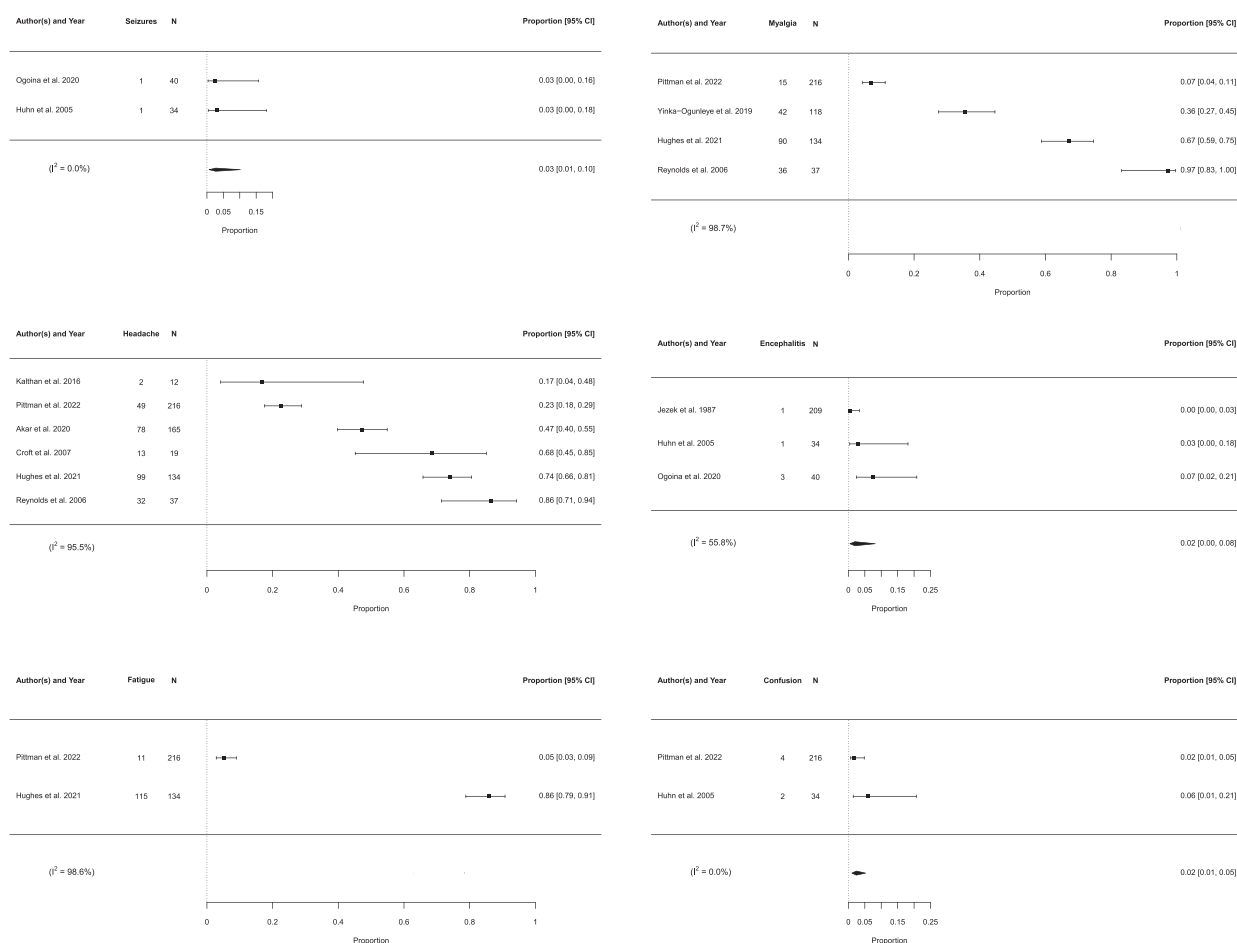 Author(s) and Year Seizures N Proportion [95% CI]
Ogoina et al. 2020 1 40 0.03 [0.00, 0.16]
Huhn et al. 2005 1 34 0.03 [0.00, 0.18]
(I² = 0.0%) 0.03 [0.01, 0.10]
0 0.05 0.15
Proportion
Author(s) and Year Myalgia N Proportion [95% CI]
Pittman et al. 2022 15 216 0.07 [0.04, 0.11]
Yinka−Ogunleye et al. 2019 42 118 0.36 [0.27, 0.45]
Hughes et al. 2021 90 134 0.67 [0.59, 0.75]
Reynolds et al. 2006 36 37 0.97 [0.83, 1.00]
(I² = 98.7%)
0 0.2 0.4 0.6 0.8 1
Proportion
Author(s) and Year Headache N Proportion [95% CI]
Kalthan et al. 2016 2 12 0.17 [0.04, 0.48]
Pittman et al. 2022 49 216 0.23 [0.18, 0.29]
Akar et al. 2020 78 165 0.47 [0.40, 0.55]
Croft et al. 2007 13 19 0.68 [0.45, 0.85]
Hughes et al. 2021 99 134 0.74 [0.66, 0.81]
Reynolds et al. 2006 32 37 0.86 [0.71, 0.94]
(I² = 95.5%)
0 0.2 0.4 0.6 0.8 1
Proportion
Author(s) and Year Encephalitis N Proportion [95% CI]
Jezek et al. 1987 1 209 0.00 [0.00, 0.03]
Huhn et al. 2005 1 34 0.03 [0.00, 0.18]
Ogoina et al. 2020 3 40 0.07 [0.02, 0.21]
(I² = 55.8%) 0.02 [0.00, 0.08]
0 0.05 0.15 0.25
Proportion
Author(s) and Year Fatigue N Proportion [95% CI]
Pittman et al. 2022 11 216 0.05 [0.03, 0.09]
Hughes et al. 2021 115 134 0.86 [0.79, 0.91]
(I² = 98.6%)
0 0.2 0.4 0.6 0.8 1
Proportion
Author(s) and Year Confusion N Proportion [95% CI]
Pittman et al. 2022 4 216 0.02 [0.01, 0.05]
Huhn et al. 2005 2 34 0.06 [0.01, 0.21]
(I² = 0.0%) 0.02 [0.01, 0.05]
0 0.05 0.15 0.25
Proportion